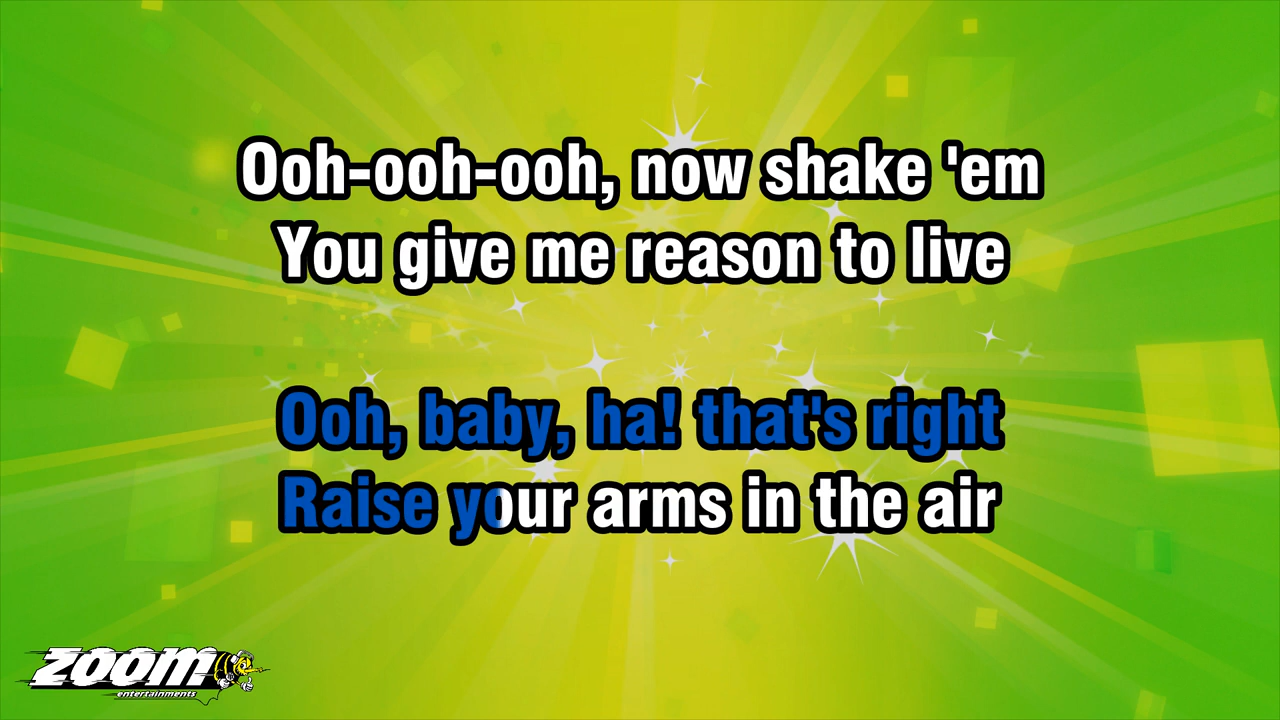 Ooh-ooh-ooh, now shake 'em
You give me reason to live
Ooh, baby, ha! that's right
Raise your arms in the air
ZOOM
entertainments